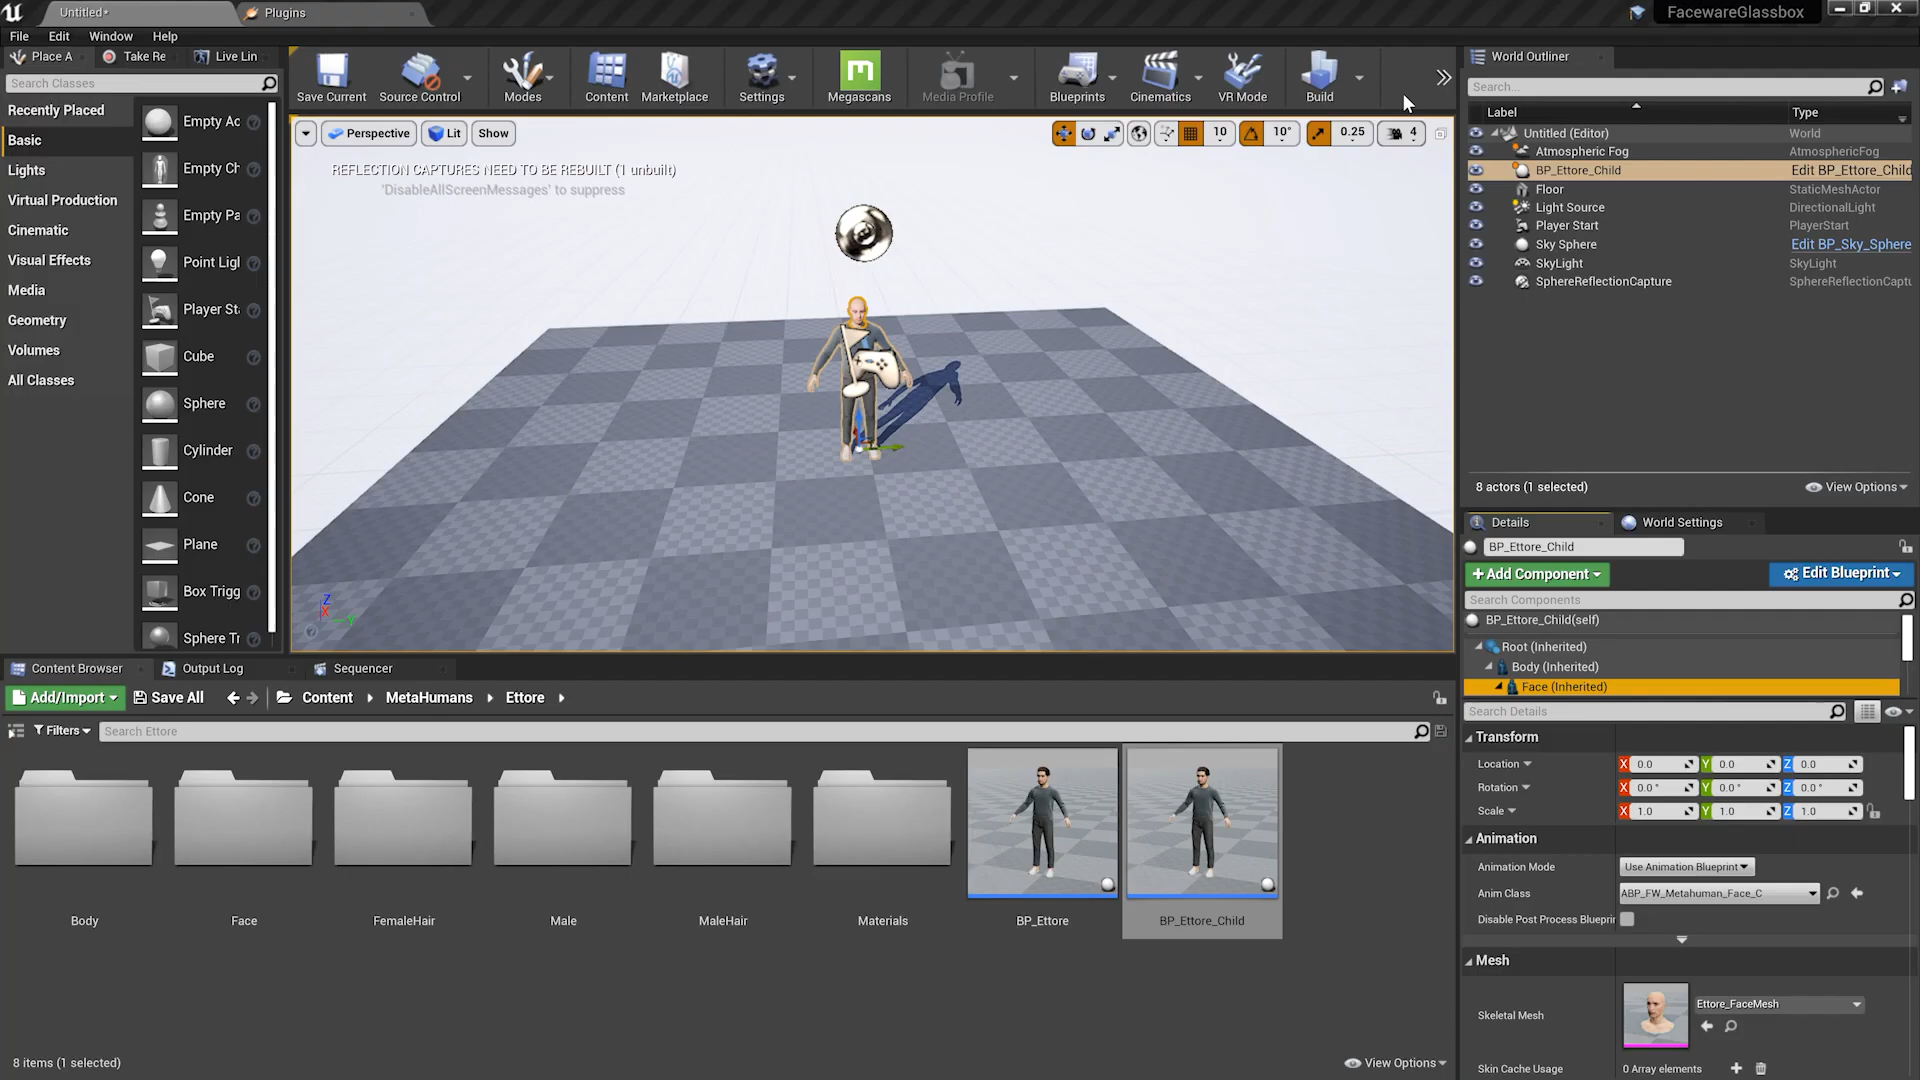 Untitled*
Plugins
FacewareGlassbox
File Edit Window Help
Place A
Take Re
Live Lin
Search Classes
Recently Placed
Basic
Lights
Virtual Production
Cinematic
Visual Effects
Media
Geometry
Volumes
All Classes
Empty Ac
Empty Ch
Empty Pa
Point Ligl
Player Sta
Cube
Sphere
Cylinder
Cone
Plane
Box Trigg
Sphere Tr
Save Current
Source Control
Modes
Content
Marketplace
Settings
Megascans
Media Profile
Blueprints
Cinematics
VR Mode
Build
Perspective
Lit
Show
10
10°
0.25
4
REFLECTION CAPTURES NEED TO BE REBUILT (1 unbuilt)
'DisableAllScreenMessages' to suppress
Z
X
Y
World Outliner
Search...
Label Type
Untitled (Editor) World
Atmospheric Fog AtmosphericFog
BP_Ettore_Child Edit BP_Ettore_Child
Floor StaticMeshActor
Light Source DirectionalLight
Player Start PlayerStart
Sky Sphere Edit BP_Sky_Sphere
SkyLight SkyLight
SphereReflectionCapture SphereReflectionCaptu
8 actors (1 selected)
View Options
Details
World Settings
BP_Ettore_Child
+Add Component
Edit Blueprint
Search Components
BP_Ettore_Child(self)
Root (Inherited)
Body (Inherited)
Face (Inherited)
Search Details
Transform
Location X 0.0 Y 0.0 Z 0.0
Rotation X 0.0° Y 0.0° Z 0.0°
Scale X 1.0 Y 1.0 Z 1.0
Animation
Animation Mode Use Animation Blueprint
Anim Class ABP_FW_Metahuman_Face_C
Disable Post Process Blueprin
Mesh
Skeletal Mesh Ettore_FaceMesh
Skin Cache Usage 0 Array elements
Content Browser
Output Log
Sequencer
Add/Import
Save All
Content
MetaHumans
Ettore
Filters
Search Ettore
Body
Face
FemaleHair
Male
MaleHair
Materials
BP_Ettore
BP_Ettore_Child
8 items (1 selected)
View Options